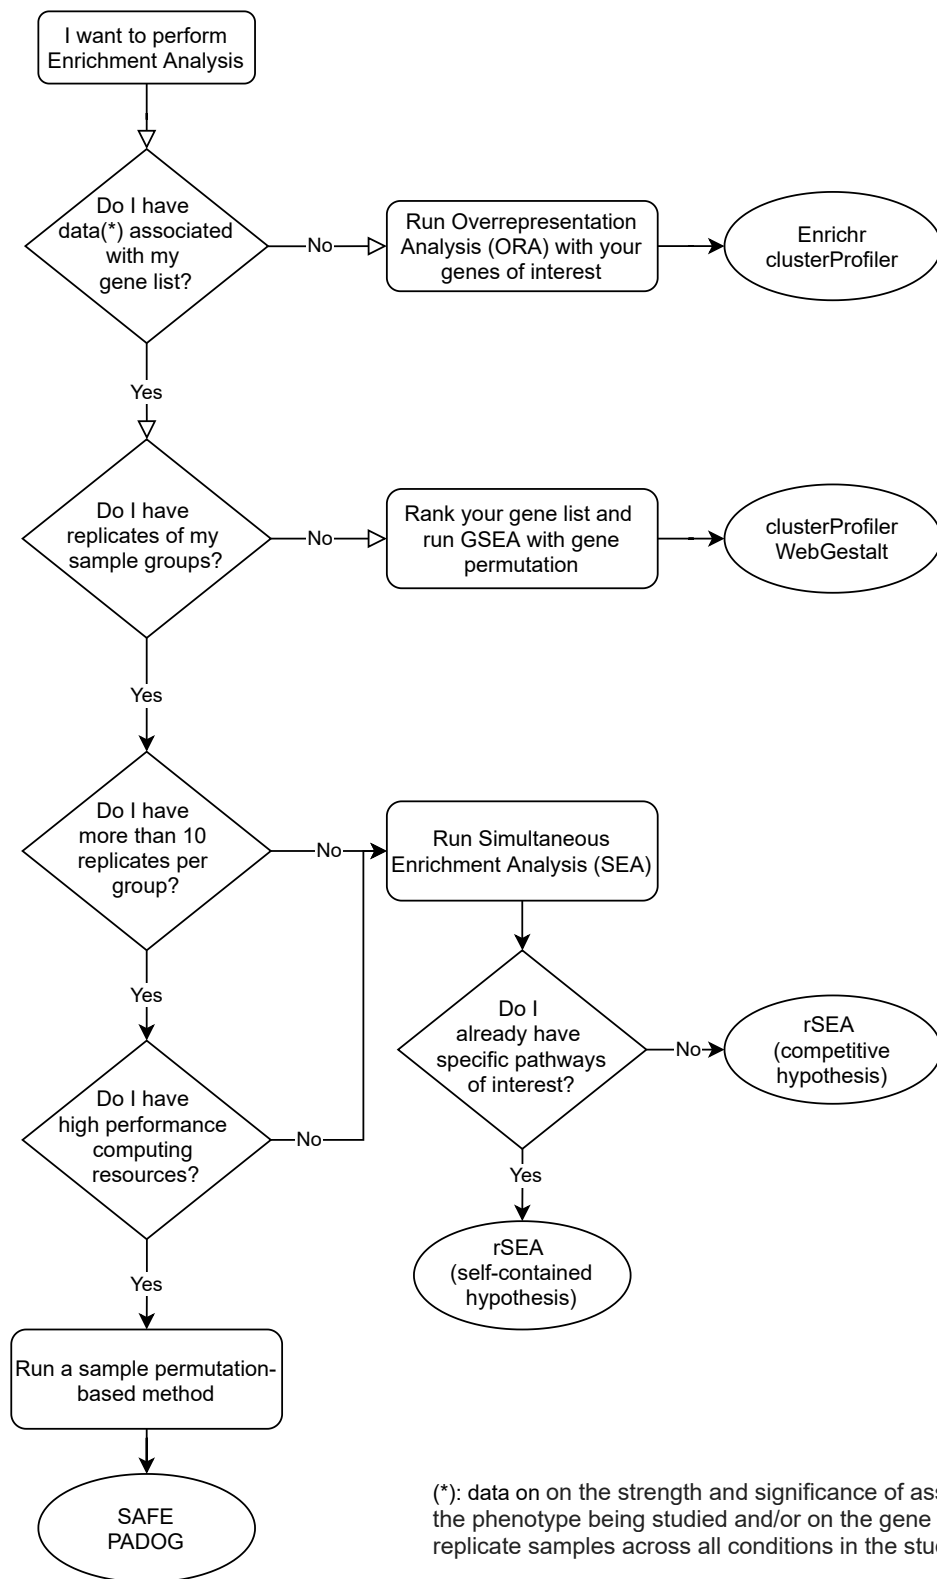 I want to perform
Enrichment Analysis
Do I have
data(*) associated
with my
gene list?
No
Run Overrepresentation
Analysis (ORA) with your
genes of interest
Enrichr
clusterProfiler
Yes
Do I have
replicates of my
sample groups?
No
Rank your gene list and
run GSEA with gene
permutation
clusterProfiler
WebGestalt
Yes
Do I have
more than 10
replicates per
group?
No
Run Simultaneous
Enrichment Analysis (SEA)
Yes
Do I
already have
specific pathways
of interest?
No
rSEA
(competitive
hypothesis)
Do I have
high performance
computing
resources?
No
Yes
rSEA
(self-contained
hypothesis)
Yes
Run a sample permutation-
based method
SAFE
PADOG
(*): data on on the strength and significance of
the phenotype being studied and/or on the gene
replicate samples across all conditions in the